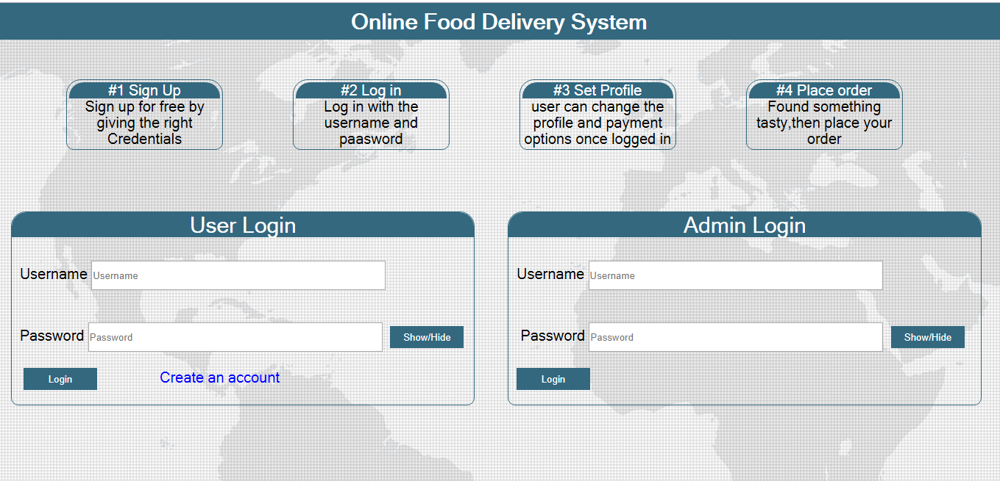 Online Food Delivery System
#1 Sign Up
Sign up for free by
giving the right
Credentials
#2 Log in
Log in with the
username and
paasword
#3 Set Profile
user can change the
profile and payment
options once logged in
#4 Place order
Found something
tasty,then place your
order
User Login
Username Username
Password Password Show/Hide
Login Create an account
Admin Login
Username Username
Password Password Show/Hide
Login